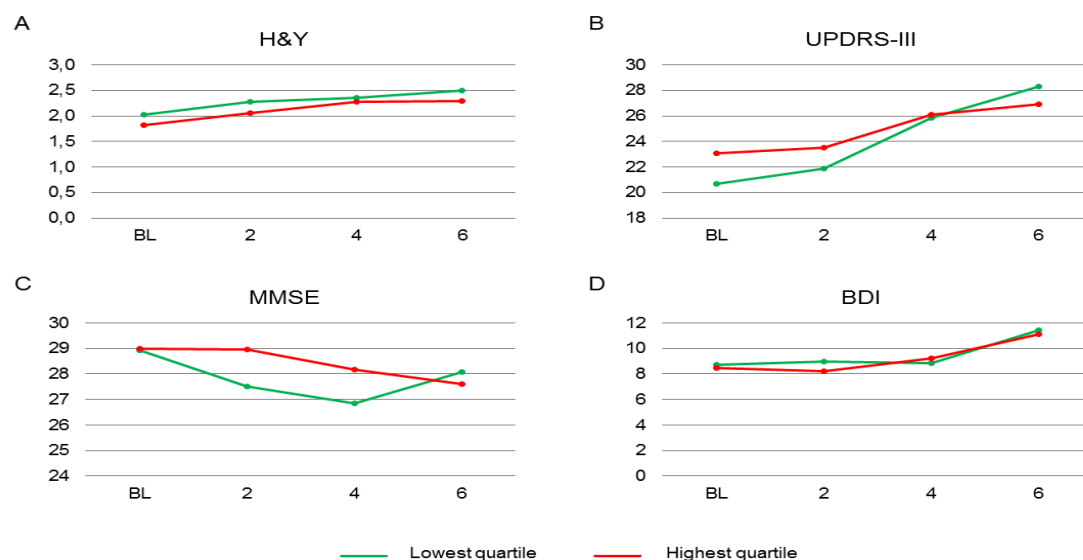 A
H&Y
3,0
2,5
2,0
1,5
1,0
0,5
0,0
BL 2 4 6
B
UPDRS-III
30
28
26
24
22
20
18
BL 2 4 6
C
MMSE
30
29
28
27
26
25
24
BL 2 4 6
D
BDI
12
10
8
6
4
2
0
BL 2 4 6
Lowest quartile Highest quartile